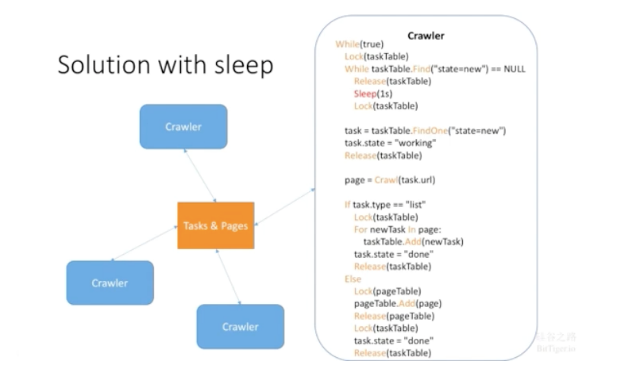 Solution with sleep
Crawler
Tasks & Pages
Crawler
Crawler
Crawler
While(true)
Lock(taskTable)
While taskTable.Find("state=new") == NULL
Release(taskTable)
Sleep(1s)
Lock(taskTable)
task = taskTable.FindOne("state=new")
task.state = "working"
Release(taskTable)
page = Crawl(task.url)
If task.type == "list"
Lock(taskTable)
For newTask In page:
taskTable.Add(newTask)
task.state = "done"
Release(taskTable)
Else
Lock(pageTable)
pageTable.Add(page)
Release(pageTable)
Lock(taskTable)
task.state = "done"
Release(taskTable)